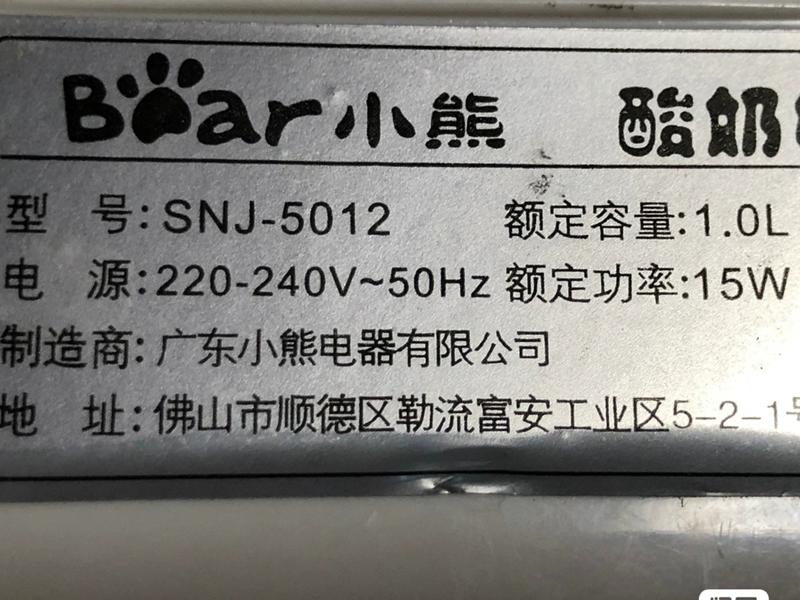 Bear小熊 酸奶
型 号:SNJ-5012 额定容量:1.0L
电 源:220-240V~50Hz 额定功率:15W
制造商:广东小熊电器有限公司
地 址:佛山市顺德区勒流富安工业区5-2-1号